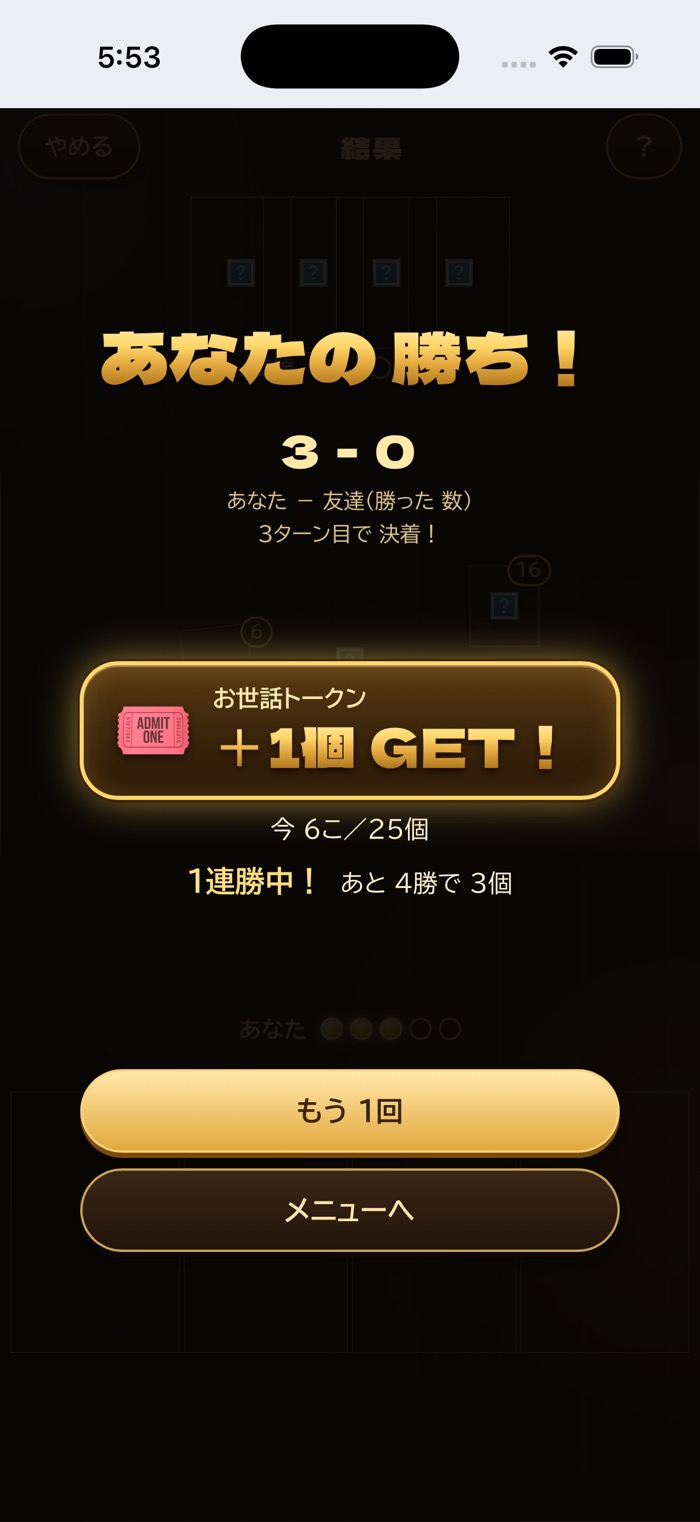 5:53
やめる
結果
?
?
?
?
?
あなたの 勝ち！
3 - 0
あなた － 友達(勝った 数)
3ターン目で 決着！
16
?
6
?
お世話トークン
ADMIT ONE
＋1個 GET！
今 6こ／25個
1連勝中！ あと 4勝で 3個
あなた
もう 1回
メニューへ